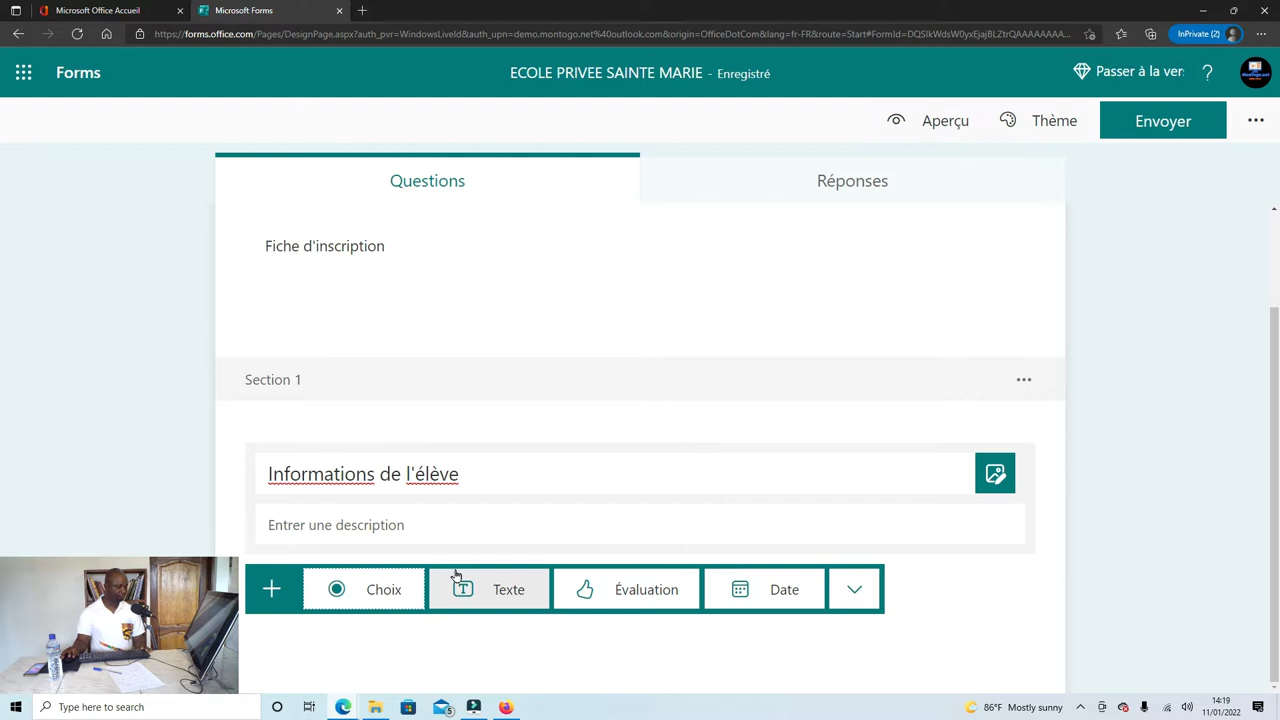 Microsoft Office Accueil
Microsoft Forms
https://forms.office.com/Pages/DesignPage.aspx?auth_pvr=WindowsLiveId&auth_upn=demo.montogo.net%40outlook.com&origin=OfficeDotCom&lang=fr-FR&route=Start#FormId=DQSIkWdsW0yxEjajBLZtrQAAAAAAAA...
InPrivate (2)
Forms
ECOLE PRIVEE SAINTE MARIE - Enregistré
Passer à la ver
?
Aperçu
Thème
Envoyer
Questions
Réponses
Fiche d'inscription
Section 1
Informations de l'élève
Entrer une description
Choix
Texte
Évaluation
Date
Type here to search
5
86°F Mostly sunny
14:19
11/01/2022